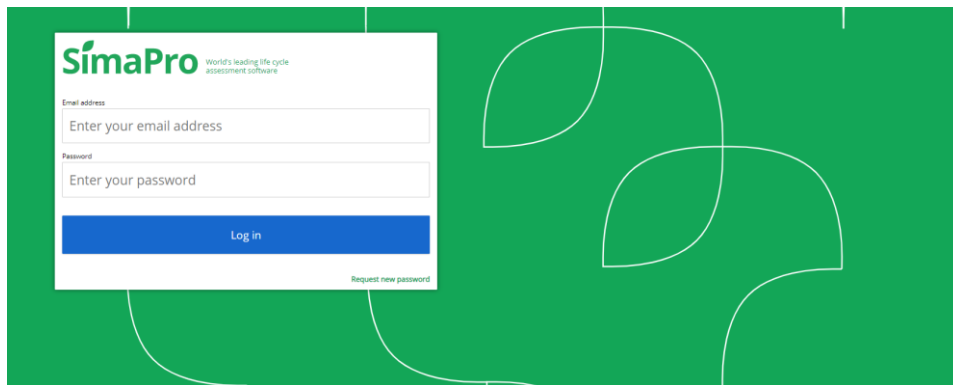 SimaPro
World's leading life cycle
assessment software
Email address
Enter your email address
Password
Enter your password
Log in
Request new password